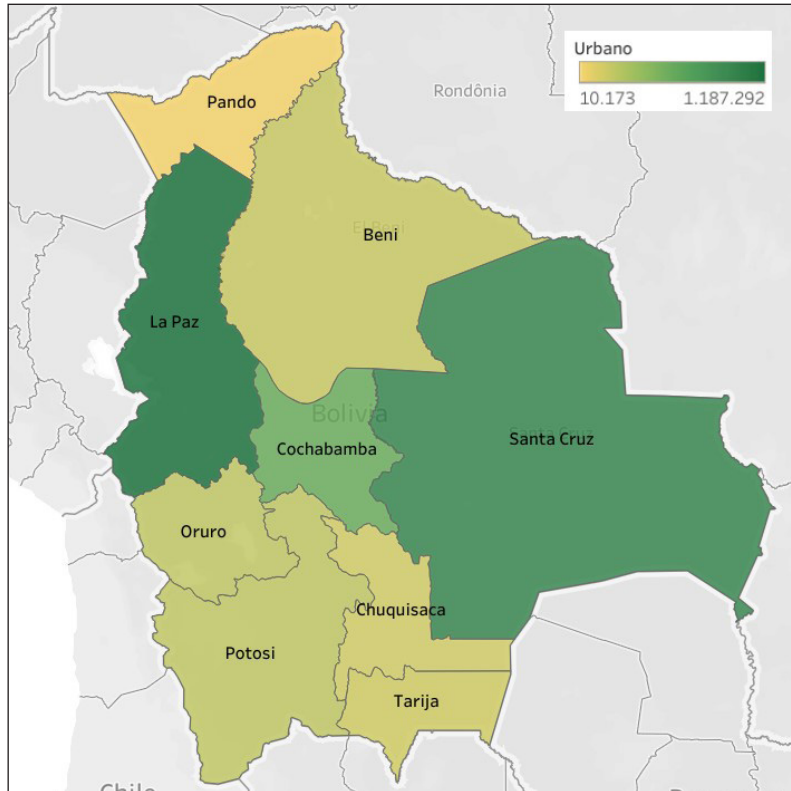 Urbano
10.173 1.187.292
Rondônia
Pando
Beni
La Paz
Bolivia
Santa Cruz
Cochabamba
Oruro
Chuquisaca
Potosi
Tarija
Chile